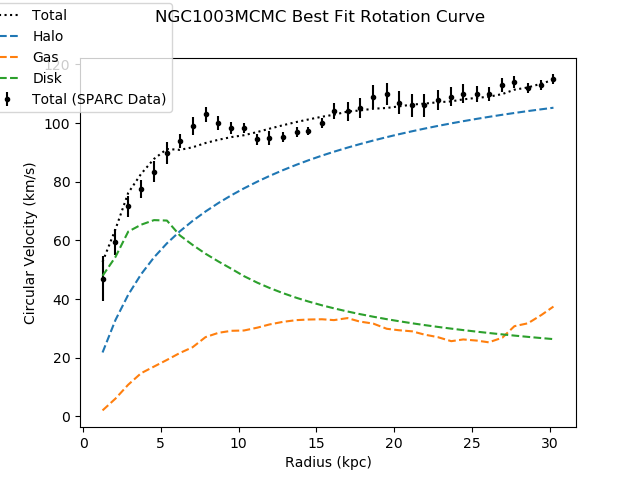 NGC1003MCMC Best Fit Rotation Curve
Total
Halo
Gas
Disk
Total (SPARC Data)
120
100
80
60
40
20
0
Circular Velocity (km/s)
0 5 10 15 20 25 30
Radius (kpc)